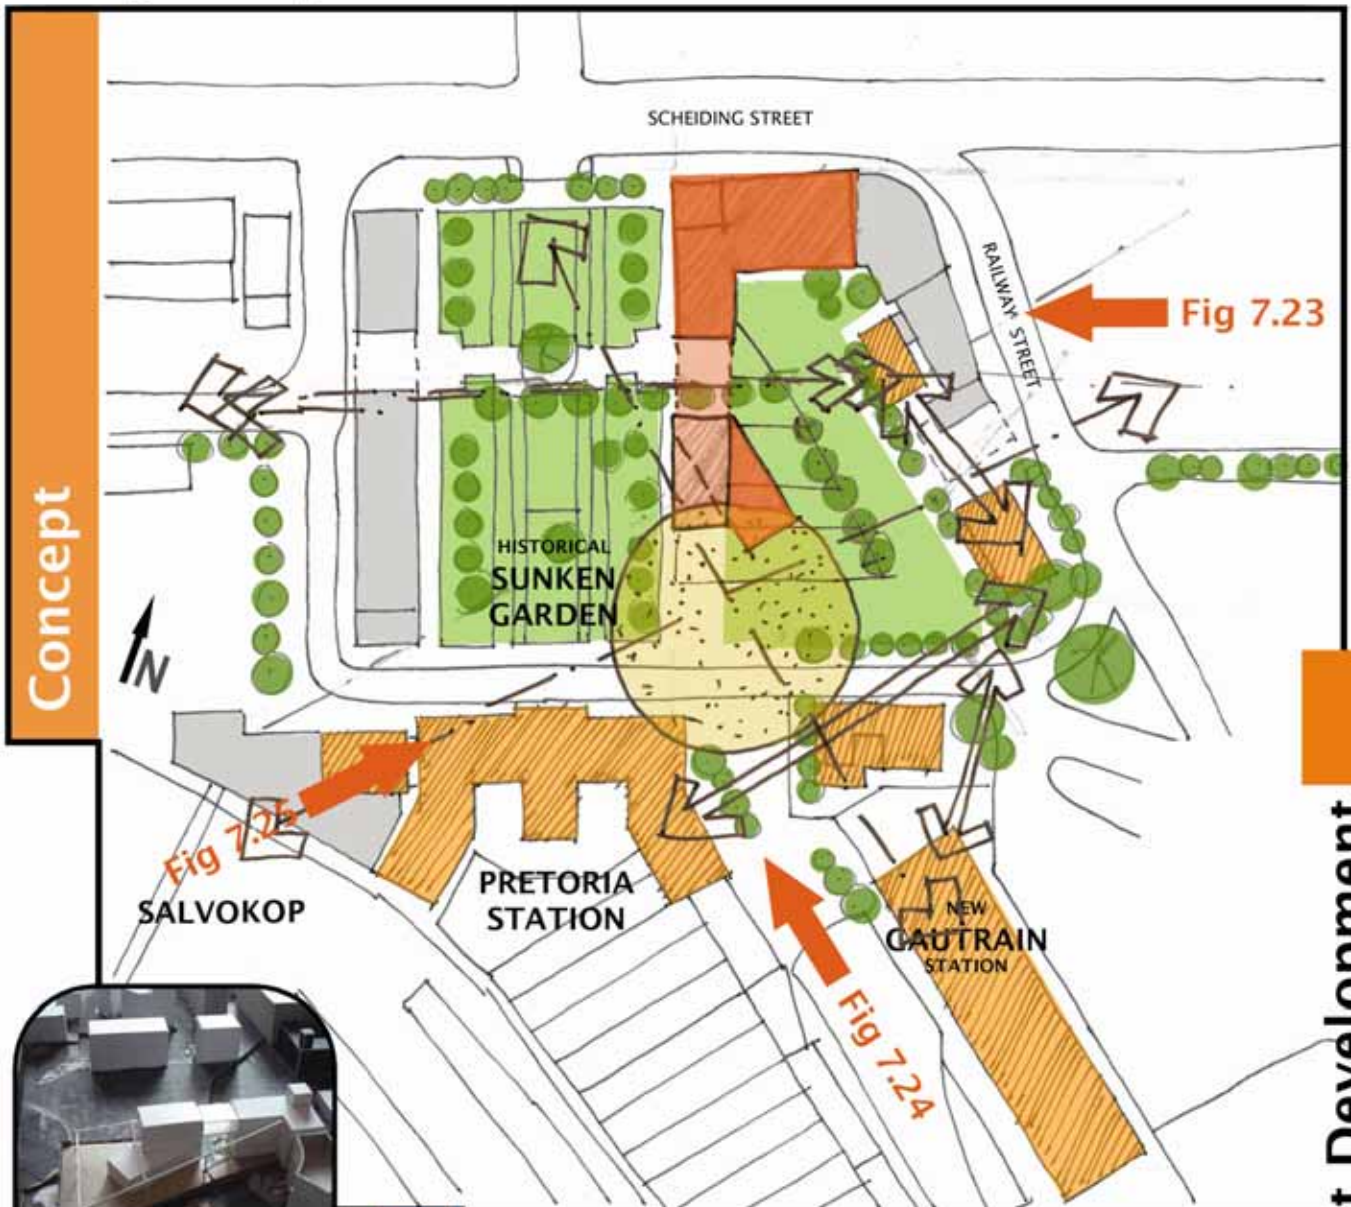 Concept
SCHEIDING STREET
RAILWAY STREET
Fig 7.23
HISTORICAL
SUNKEN
GARDEN
N
Fig 7.25
SALVOKOP
PRETORIA
STATION
NEW
GAUTRAIN
STATION
Fig 7.24
t Development